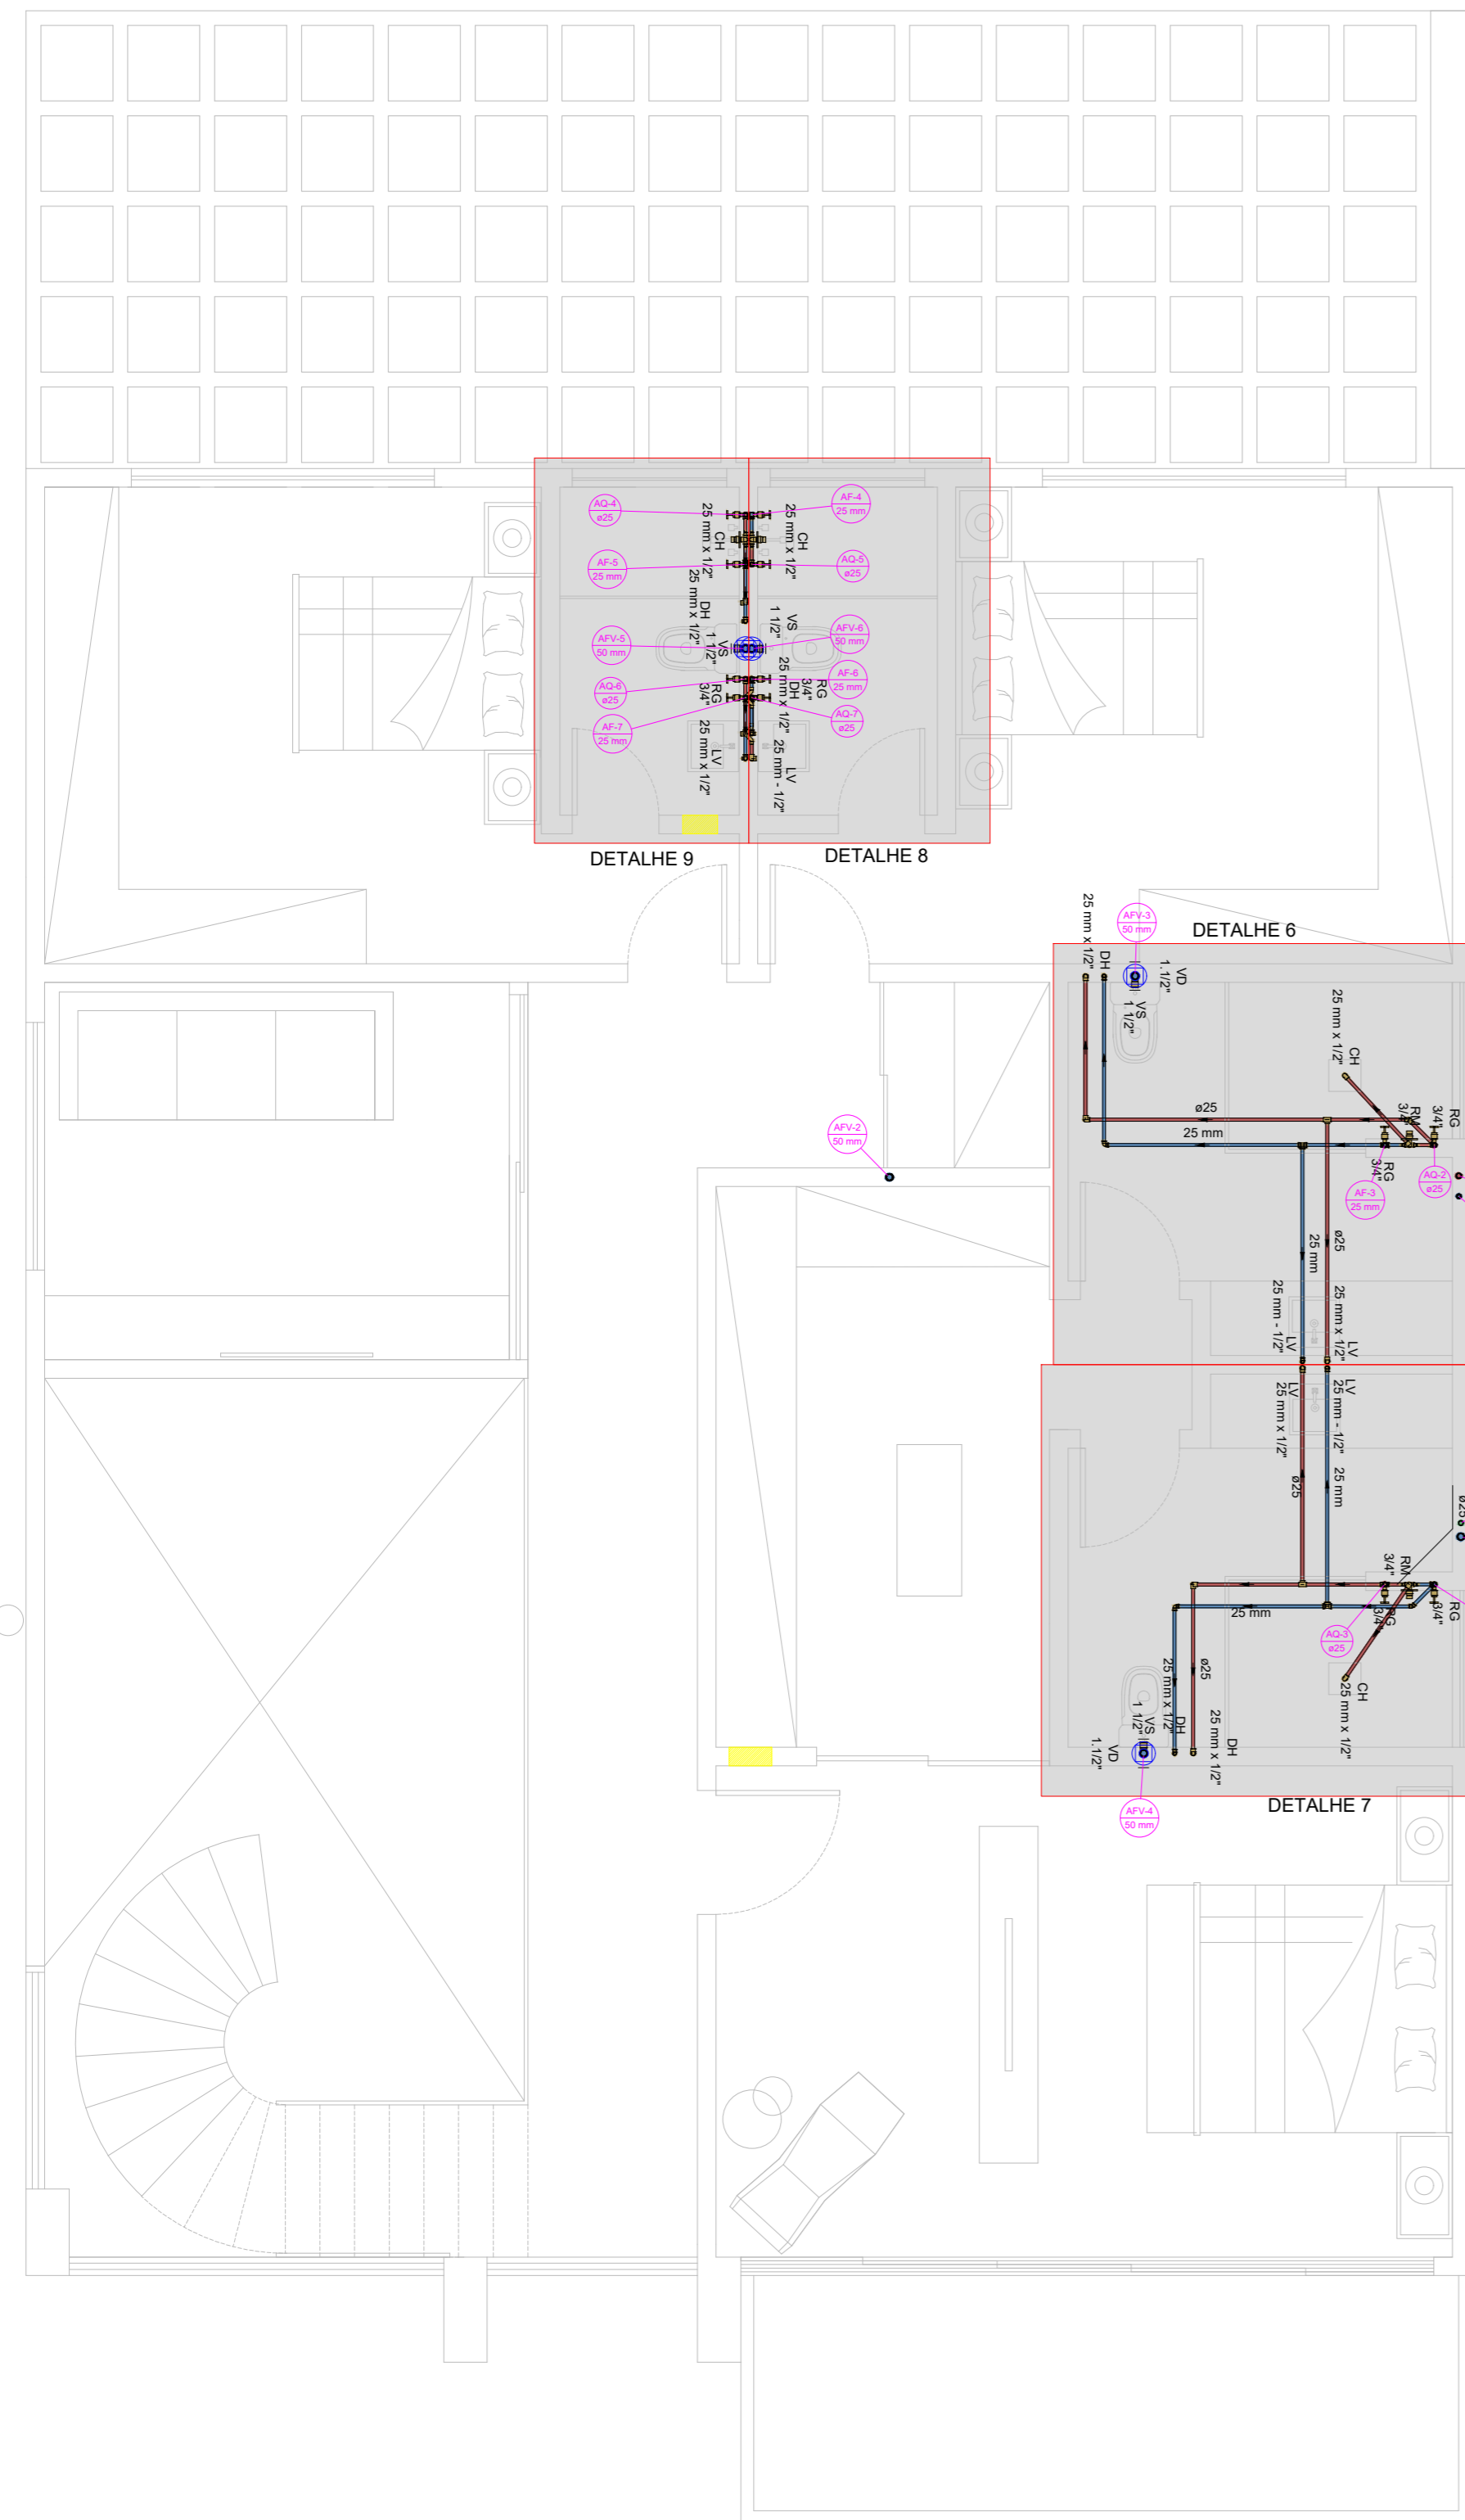 AQ-4
ø25
AF-4
25 mm
25 mm x 1/2"
CH
CH
25 mm x 1/2"
AF-5
25 mm
AQ-5
ø25
DH
25 mm x 1/2"
VS
1 1/2"
VS
1 1/2"
AFV-5
50 mm
AFV-6
50 mm
AQ-6
ø25
AF-6
25 mm
RG
3/4"
RG
3/4"
DH
25 mm x 1/2"
AF-7
25 mm
AQ-7
ø25
LV
25 mm x 1/2"
LV
25 mm - 1/2"
DETALHE 9
DETALHE 8
AFV-3
50 mm
DETALHE 6
25 mm x 1/2"
DH
VD
1.1/2"
VS
1 1/2"
CH
25 mm x 1/2"
ø25
25 mm
RM
3/4"
RG
3/4"
RG
3/4"
AFV-2
50 mm
AF-3
25 mm
AQ-2
ø25
25 mm
ø25
LV
25 mm - 1/2"
LV
25 mm x 1/2"
LV
25 mm x 1/2"
LV
25 mm - 1/2"
ø25
25 mm
ø25
RM
3/4"
RG
3/4"
RG
3/4"
25 mm
AQ-3
ø25
ø25
DH
25 mm x 1/2"
DH
25 mm x 1/2"
CH
25 mm x 1/2"
VS
1 1/2"
VD
1.1/2"
AFV-4
50 mm
DETALHE 7